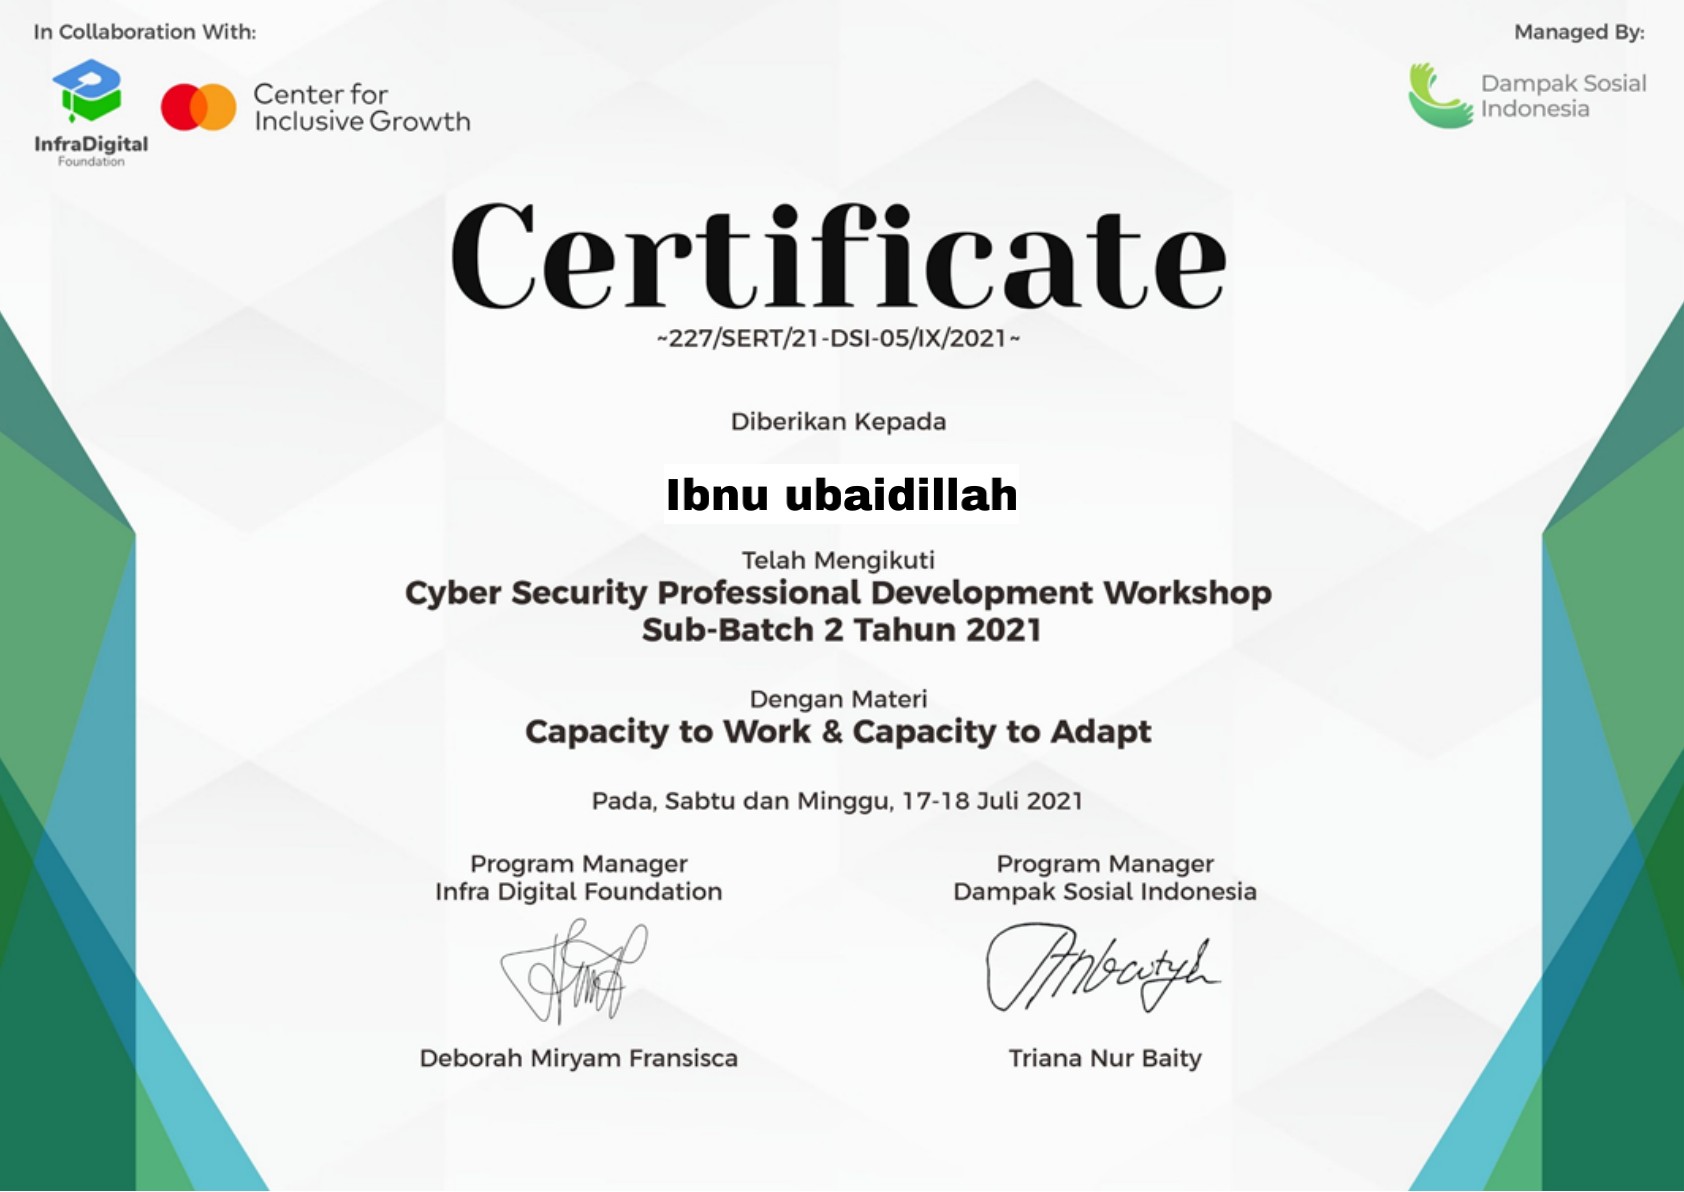 In Collaboration With:
Managed By:
InfraDigital
Foundation
Center for
Inclusive Growth
Dampak Sosial
Indonesia
Certificate
~227/SERT/21-DSI-05/IX/2021~
Diberikan Kepada
Ibnu ubaidillah
Telah Mengikuti
Cyber Security Professional Development Workshop
Sub-Batch 2 Tahun 2021
Dengan Materi
Capacity to Work & Capacity to Adapt
Pada, Sabtu dan Minggu, 17-18 Juli 2021
Program Manager
Infra Digital Foundation
Deborah Miryam Fransisca
Program Manager
Dampak Sosial Indonesia
Triana Nur Baity